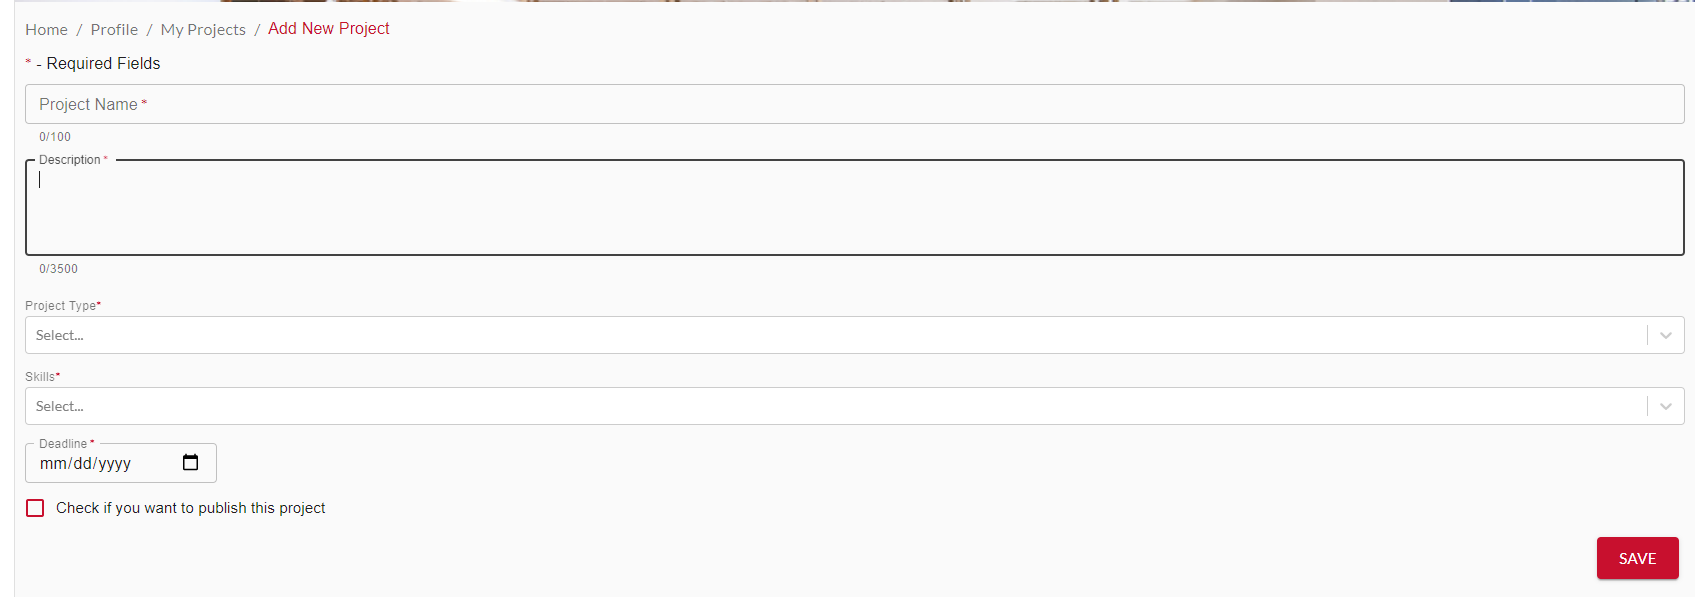 Home / Profile / My Projects / Add New Project
* - Required Fields
Project Name *
0/100
Description *
0/3500
Project Type*
Select...
Skills*
Select...
Deadline *
mm/dd/yyyy
Check if you want to publish this project
SAVE